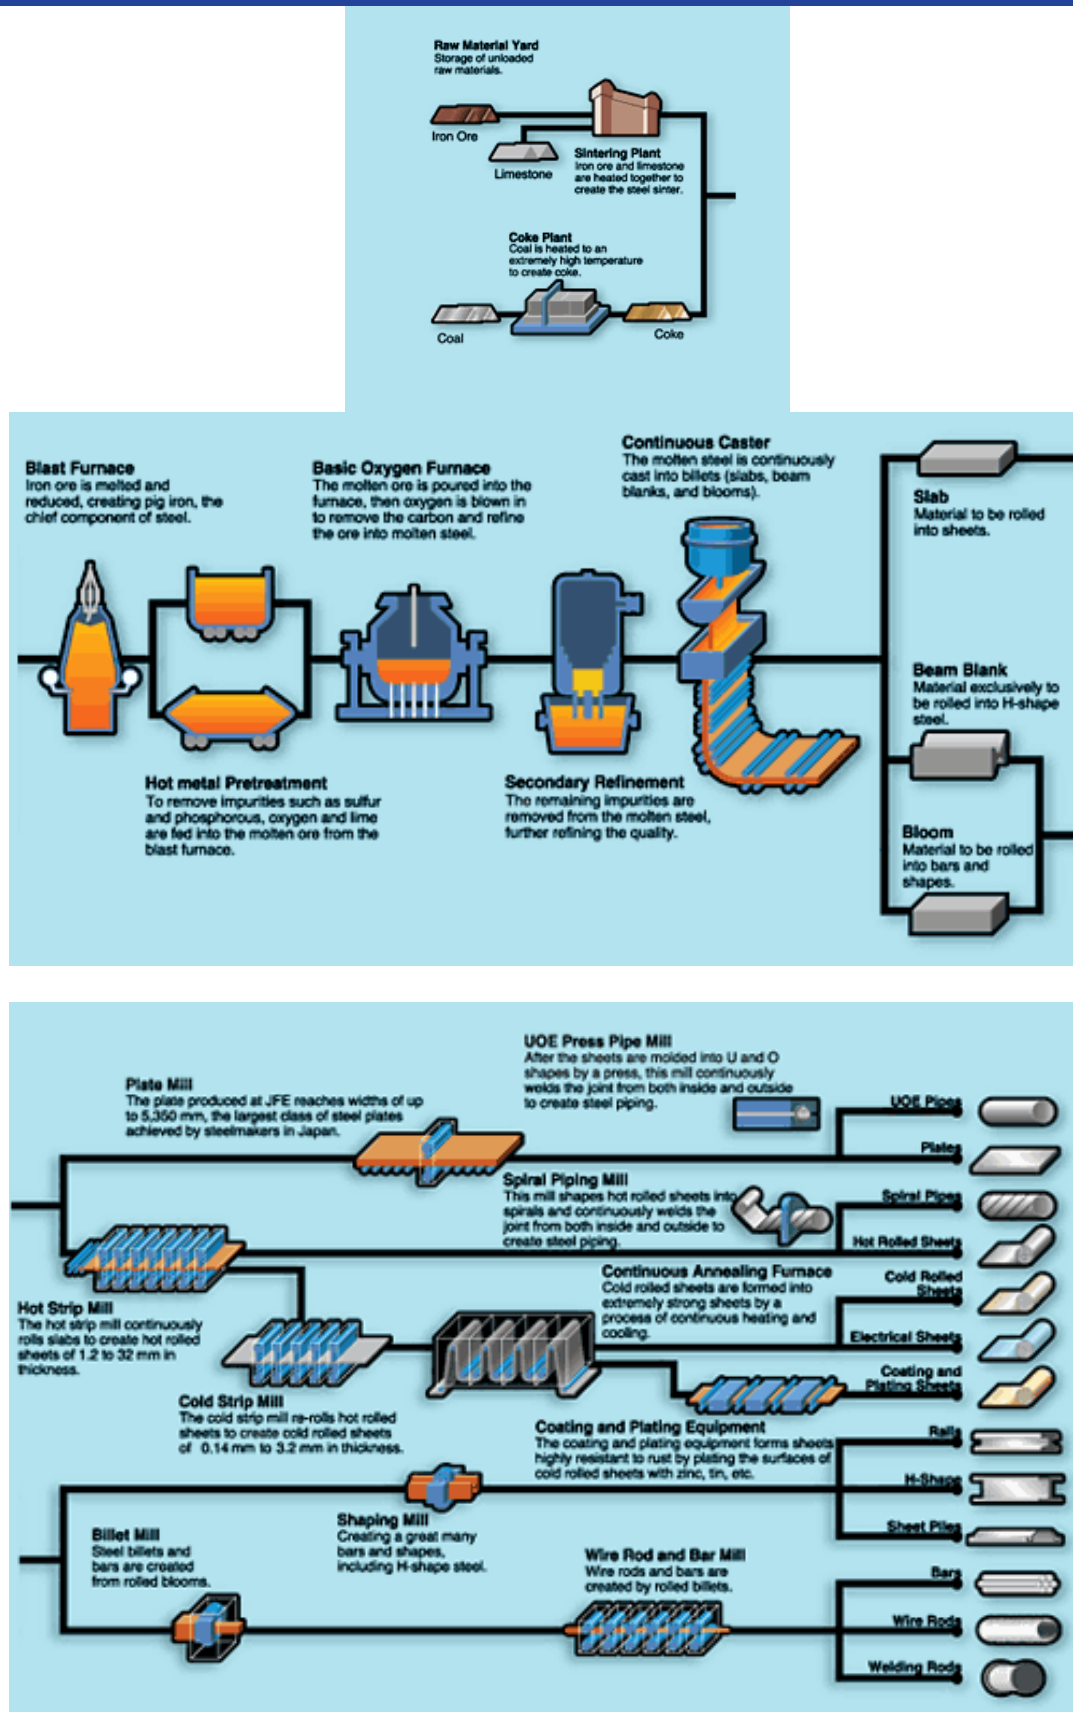 Raw Material Yard
Storage of unloaded
raw materials.
Iron Ore
Limestone
Sintering Plant
Iron ore and limestone
are heated together to
create the steel sinter.
Coke Plant
Coal is heated to an
extremely high temperature
to create coke.
Coal
Coke
Blast Furnace
Iron ore is melted and
reduced, creating pig iron, the
chief component of steel.
Basic Oxygen Furnace
The molten ore is poured into the
furnace, then oxygen is blown in
to remove the carbon and refine
the ore into molten steel.
Continuous Caster
The molten steel is continuously
cast into billets (slabs, beam
blanks, and blooms).
Slab
Material to be rolled
into sheets.
Beam Blank
Material exclusively to
be rolled into H-shape
steel.
Hot metal Pretreatment
To remove impurities such as sulfur
and phosphorous, oxygen and lime
are fed into the molten ore from the
blast furnace.
Secondary Refinement
The remaining impurities are
removed from the molten steel,
further refining the quality.
Bloom
Material to be rolled
into bars and
shapes.
UOE Press Pipe Mill
After the sheets are molded into U and O
shapes by a press, this mill continuously
welds the joint from both inside and outside
to create steel piping.
Plate Mill
The plate produced at JFE reaches widths of up
to 5,350 mm, the largest class of steel plates
achieved by steelmakers in Japan.
UOE Pipes
Plates
Spiral Piping Mill
This mill shapes hot rolled sheets into
spirals and continuously welds the
joint from both inside and outside to
create steel piping.
Spiral Pipes
Hot Rolled Sheets
Continuous Annealing Furnace
Cold rolled sheets are formed into
extremely strong sheets by a
process of continuous heating and
cooling.
Cold Rolled
Sheets
Electrical Sheets
Hot Strip Mill
The hot strip mill continuously
rolls slabs to create hot rolled
sheets of 1.2 to 32 mm in
thickness.
Coating and
Plating Sheets
Cold Strip Mill
The cold strip mill re-rolls hot rolled
sheets to create cold rolled sheets
of 0.14 mm to 3.2 mm in thickness.
Coating and Plating Equipment
The coating and plating equipment forms sheets
highly resistant to rust by plating the surfaces of
cold rolled sheets with zinc, tin, etc.
Rails
H-Shape
Sheet Piles
Shaping Mill
Creating a great many
bars and shapes,
including H-shape steel.
Billet Mill
Steel billets and
bars are created
from rolled blooms.
Wire Rod and Bar Mill
Wire rods and bars are
created by rolled billets.
Bars
Wire Rods
Welding Rods